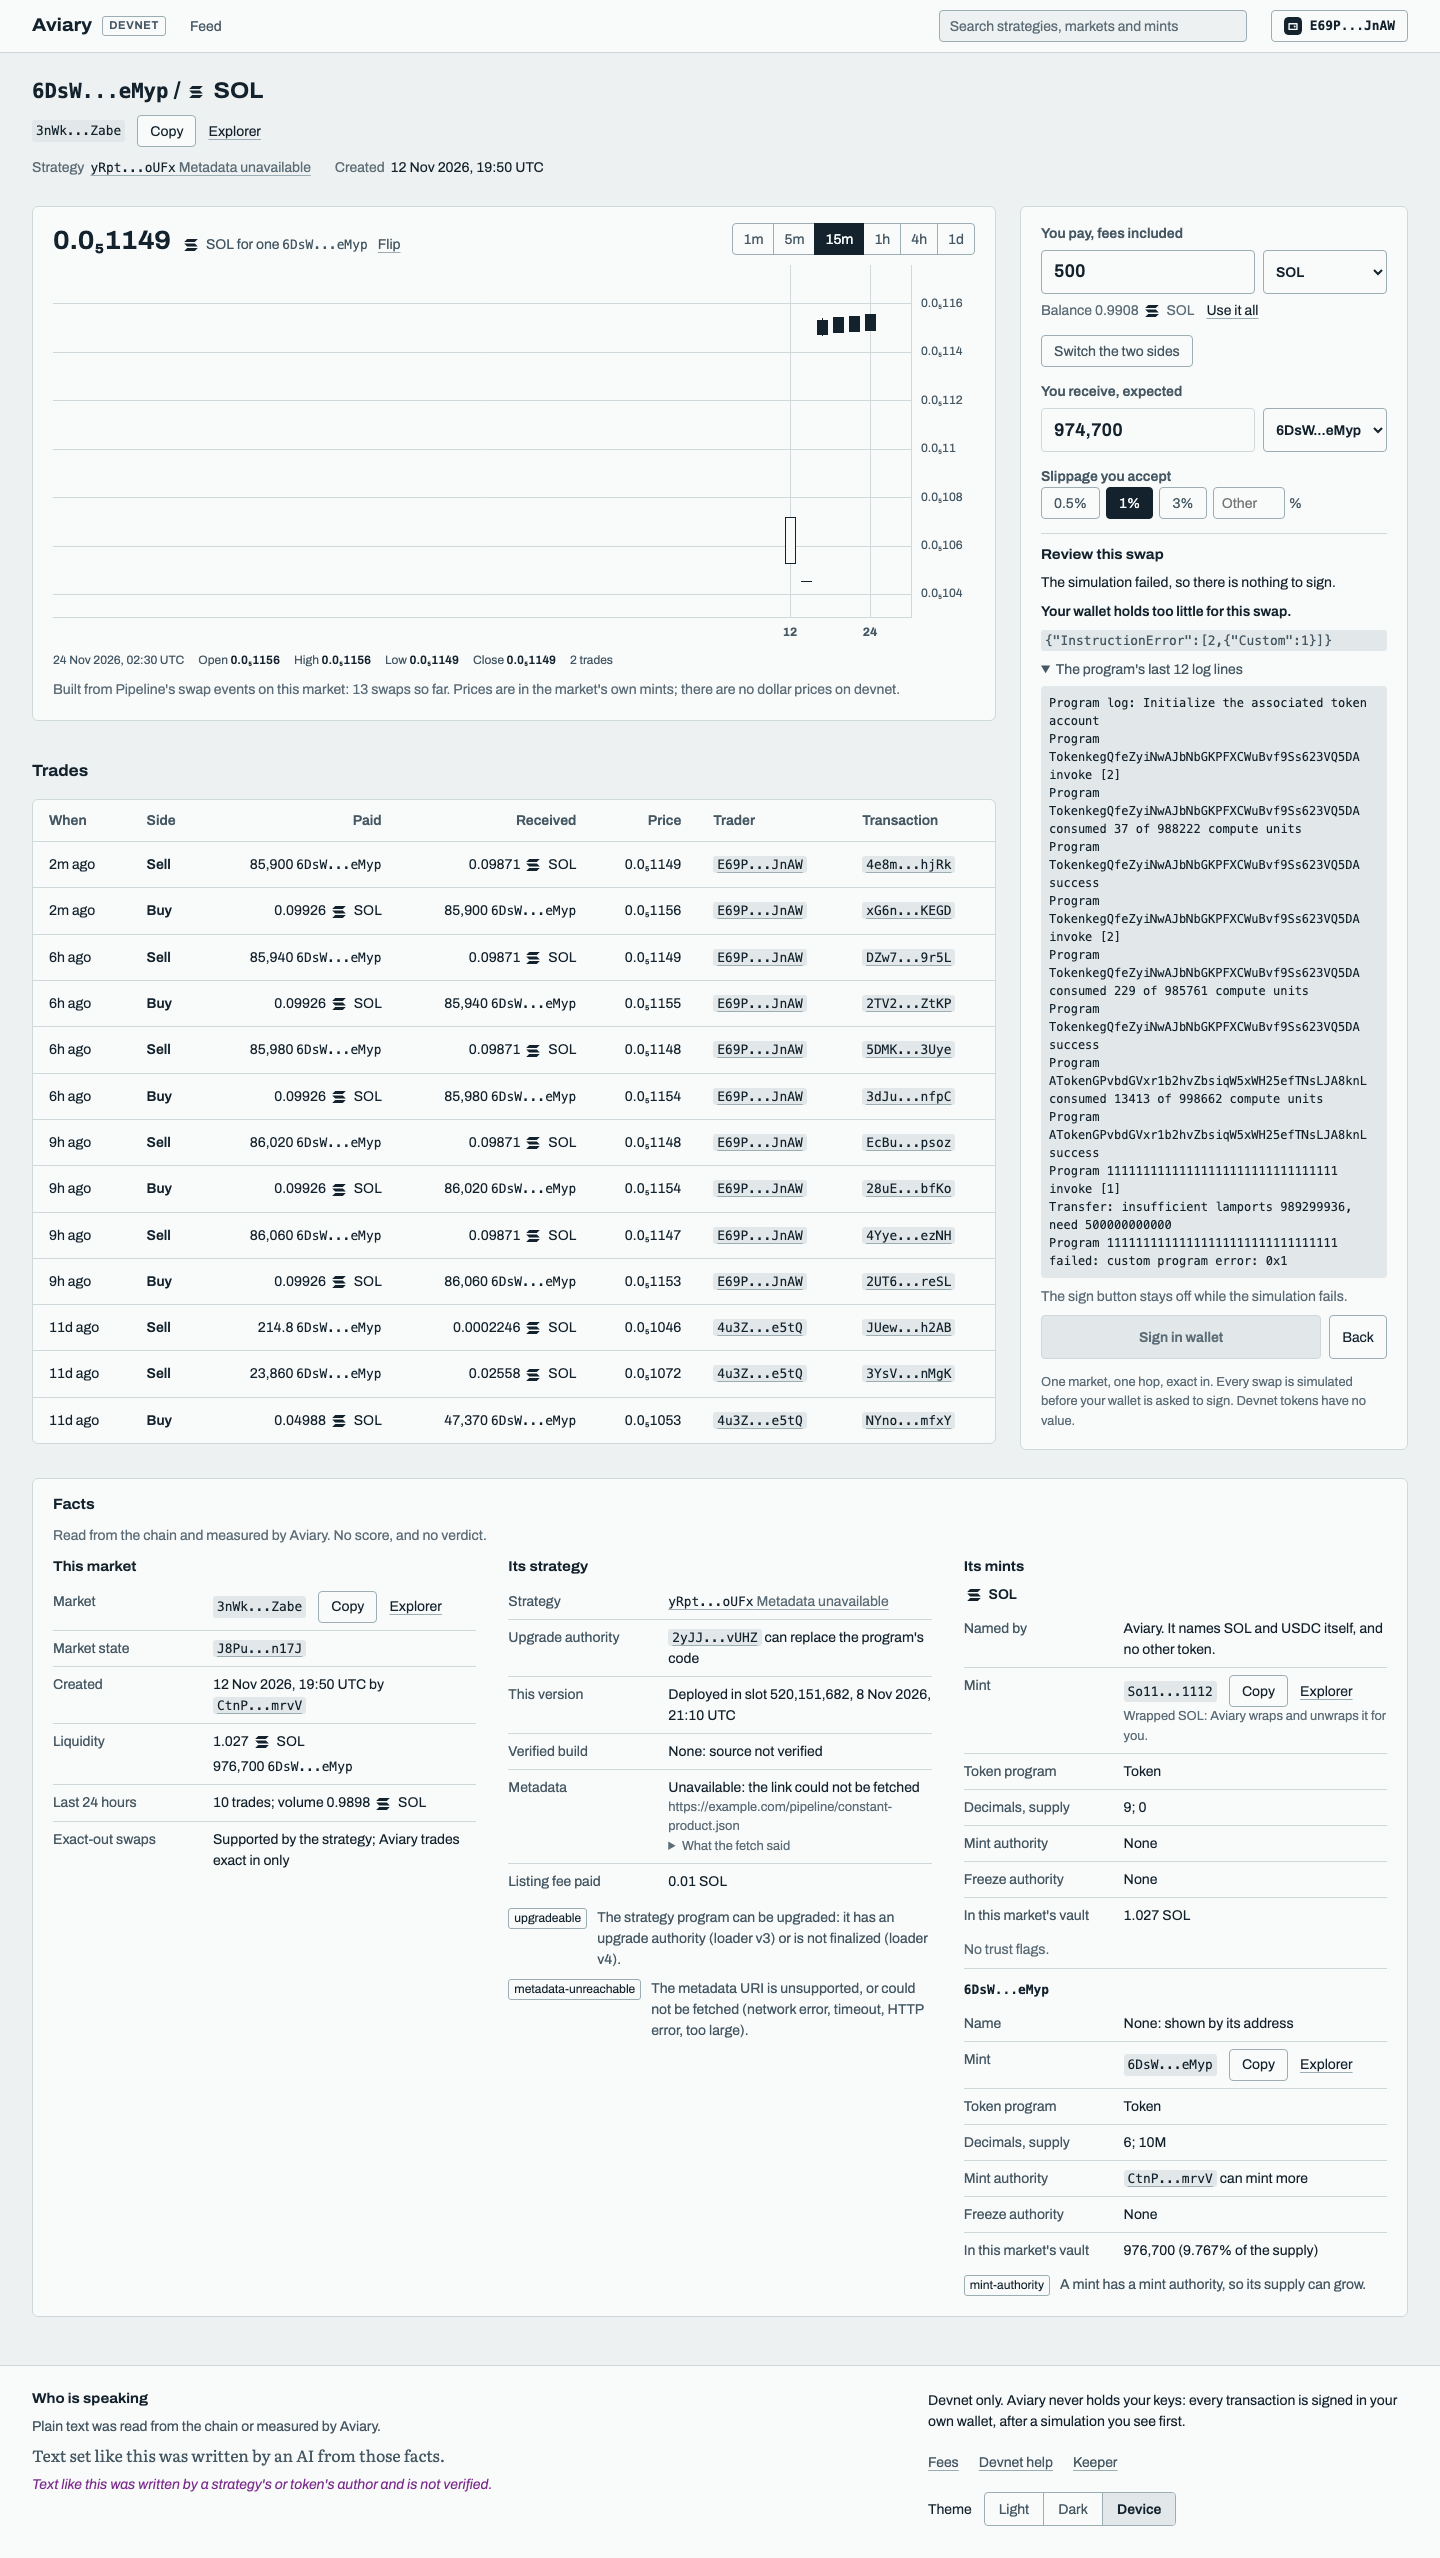 Aviary DEVNET Feed Search strategies, markets and mints E69P...JnAW
6DsW...eMyp / SOL
3nWk...Zabe Copy Explorer
Strategy yRpt...oUFx Metadata unavailable Created 12 Nov 2026, 19:50 UTC
0.0₅1149 SOL for one 6DsW...eMyp Flip
1m 5m 15m 1h 4h 1d
0.0₅116
0.0₅114
0.0₅112
0.0₅11
0.0₅108
0.0₅106
0.0₅104
12 24
24 Nov 2026, 02:30 UTC Open 0.0₅1156 High 0.0₅1156 Low 0.0₅1149 Close 0.0₅1149 2 trades
Built from Pipeline's swap events on this market: 13 swaps so far. Prices are in the market's own mints; there are no dollar prices on devnet.
Trades
When Side Paid Received Price Trader Transaction
2m ago Sell 85,900 6DsW...eMyp 0.09871 SOL 0.0₅1149 E69P...JnAW 4e8m...hjRk
2m ago Buy 0.09926 SOL 85,900 6DsW...eMyp 0.0₅1156 E69P...JnAW xG6n...KEGD
6h ago Sell 85,940 6DsW...eMyp 0.09871 SOL 0.0₅1149 E69P...JnAW DZw7...9r5L
6h ago Buy 0.09926 SOL 85,940 6DsW...eMyp 0.0₅1155 E69P...JnAW 2TV2...ZtKP
6h ago Sell 85,980 6DsW...eMyp 0.09871 SOL 0.0₅1148 E69P...JnAW 5DMK...3Uye
6h ago Buy 0.09926 SOL 85,980 6DsW...eMyp 0.0₅1154 E69P...JnAW 3dJu...nfpC
9h ago Sell 86,020 6DsW...eMyp 0.09871 SOL 0.0₅1148 E69P...JnAW EcBu...psoz
9h ago Buy 0.09926 SOL 86,020 6DsW...eMyp 0.0₅1154 E69P...JnAW 28uE...bfKo
9h ago Sell 86,060 6DsW...eMyp 0.09871 SOL 0.0₅1147 E69P...JnAW 4Yye...ezNH
9h ago Buy 0.09926 SOL 86,060 6DsW...eMyp 0.0₅1153 E69P...JnAW 2UT6...reSL
11d ago Sell 214.8 6DsW...eMyp 0.0002246 SOL 0.0₅1046 4u3Z...e5tQ JUew...h2AB
11d ago Sell 23,860 6DsW...eMyp 0.02558 SOL 0.0₅1072 4u3Z...e5tQ 3YsV...nMgK
11d ago Buy 0.04988 SOL 47,370 6DsW...eMyp 0.0₅1053 4u3Z...e5tQ NYno...mfxY
You pay, fees included
500 SOL
Balance 0.9908 SOL Use it all
Switch the two sides
You receive, expected
974,700 6DsW...eMyp
Slippage you accept
0.5% 1% 3% Other %
Review this swap
The simulation failed, so there is nothing to sign.
Your wallet holds too little for this swap.
{"InstructionError":[2,{"Custom":1}]}
The program's last 12 log lines
Program log: Initialize the associated token
account
Program
TokenkegQfeZyiNwAJbNbGKPFXCWuBvf9Ss623VQ5DA
invoke [2]
Program
TokenkegQfeZyiNwAJbNbGKPFXCWuBvf9Ss623VQ5DA
consumed 37 of 988222 compute units
Program
TokenkegQfeZyiNwAJbNbGKPFXCWuBvf9Ss623VQ5DA
success
Program
TokenkegQfeZyiNwAJbNbGKPFXCWuBvf9Ss623VQ5DA
invoke [2]
Program
TokenkegQfeZyiNwAJbNbGKPFXCWuBvf9Ss623VQ5DA
consumed 229 of 985761 compute units
Program
TokenkegQfeZyiNwAJbNbGKPFXCWuBvf9Ss623VQ5DA
success
Program
ATokenGPvbdGVxr1b2hvZbsiqW5xWH25efTNsLJA8knL
consumed 13413 of 998662 compute units
Program
ATokenGPvbdGVxr1b2hvZbsiqW5xWH25efTNsLJA8knL
success
Program 11111111111111111111111111111111
invoke [1]
Transfer: insufficient lamports 989299936,
need 500000000000
Program 11111111111111111111111111111111
failed: custom program error: 0x1
The sign button stays off while the simulation fails.
Sign in wallet Back
One market, one hop, exact in. Every swap is simulated
before your wallet is asked to sign. Devnet tokens have no
value.
Facts
Read from the chain and measured by Aviary. No score, and no verdict.
This market
Market 3nWk...Zabe Copy Explorer
Market state J8Pu...n17J
Created 12 Nov 2026, 19:50 UTC by
CtnP...mrvV
Liquidity 1.027 SOL
976,700 6DsW...eMyp
Last 24 hours 10 trades; volume 0.9898 SOL
Exact-out swaps Supported by the strategy; Aviary trades
exact in only
Its strategy
Strategy yRpt...oUFx Metadata unavailable
Upgrade authority 2yJJ...vUHZ can replace the program's
code
This version Deployed in slot 520,151,682, 8 Nov 2026,
21:10 UTC
Verified build None: source not verified
Metadata Unavailable: the link could not be fetched
https://example.com/pipeline/constant-
product.json
What the fetch said
Listing fee paid 0.01 SOL
upgradeable The strategy program can be upgraded: it has an
upgrade authority (loader v3) or is not finalized (loader
v4).
metadata-unreachable The metadata URI is unsupported, or could
not be fetched (network error, timeout, HTTP
error, too large).
Its mints
SOL
Named by Aviary. It names SOL and USDC itself, and
no other token.
Mint So11...1112 Copy Explorer
Wrapped SOL: Aviary wraps and unwraps it for
you.
Token program Token
Decimals, supply 9; 0
Mint authority None
Freeze authority None
In this market's vault 1.027 SOL
No trust flags.
6DsW...eMyp
Name None: shown by its address
Mint 6DsW...eMyp Copy Explorer
Token program Token
Decimals, supply 6; 10M
Mint authority CtnP...mrvV can mint more
Freeze authority None
In this market's vault 976,700 (9.767% of the supply)
mint-authority A mint has a mint authority, so its supply can grow.
Who is speaking
Plain text was read from the chain or measured by Aviary.
Text set like this was written by an AI from those facts.
Text like this was written by a strategy's or token's author and is not verified.
Devnet only. Aviary never holds your keys: every transaction is signed in your
own wallet, after a simulation you see first.
Fees Devnet help Keeper
Theme Light Dark Device